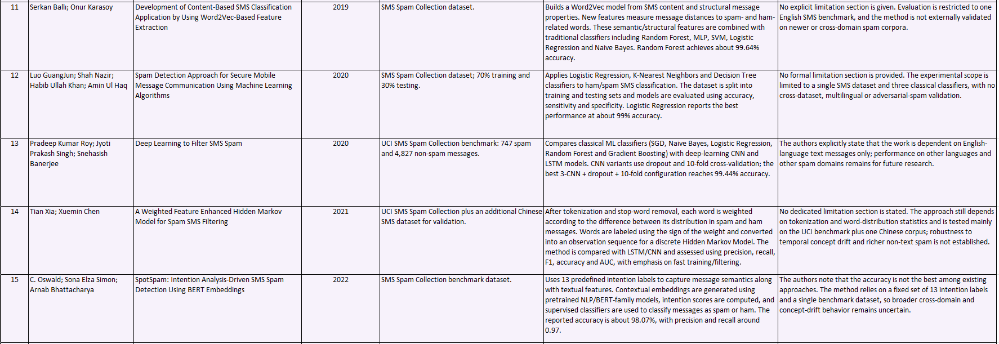 11
Serkan Ballı; Onur Karasoy
Development of Content-Based SMS Classification
Application by Using Word2Vec-Based Feature
Extraction
2019
SMS Spam Collection dataset.
Builds a Word2Vec model from SMS content and structural message
properties. New features measure message distances to spam- and ham-
related words. These semantic/structural features are combined with
traditional classifiers including Random Forest, MLP, SVM, Logistic
Regression and Naive Bayes. Random Forest achieves about 99.64%
accuracy.
No explicit limitation section is given. Evaluation is restricted to one
English SMS benchmark, and the method is not externally validated
on newer or cross-domain spam corpora.
12
Luo GuangJun; Shah Nazir;
Habib Ullah Khan; Amin Ul Haq
Spam Detection Approach for Secure Mobile
Message Communication Using Machine Learning
Algorithms
2020
SMS Spam Collection dataset; 70% training and
30% testing.
Applies Logistic Regression, K-Nearest Neighbors and Decision Tree
classifiers to ham/spam SMS classification. The dataset is split into
training and testing sets and models are evaluated using accuracy,
sensitivity and specificity. Logistic Regression reports the best
performance at about 99% accuracy.
No formal limitation section is provided. The experimental scope is
limited to a single SMS dataset and three classical classifiers, with no
cross-dataset, multilingual or adversarial-spam validation.
13
Pradeep Kumar Roy; Jyoti
Prakash Singh; Snehasish
Banerjee
Deep Learning to Filter SMS Spam
2020
UCI SMS Spam Collection benchmark: 747 spam
and 4,827 non-spam messages.
Compares classical ML classifiers (SGD, Naive Bayes, Logistic Regression,
Random Forest and Gradient Boosting) with deep-learning CNN and
LSTM models. CNN variants use dropout and 10-fold cross-validation; the
best 3-CNN + dropout + 10-fold configuration reaches 99.44% accuracy.
The authors explicitly state that the work is dependent on English-
language text messages only; performance on other languages and
other spam domains remains for future research.
14
Tian Xia; Xuemin Chen
A Weighted Feature Enhanced Hidden Markov
Model for Spam SMS Filtering
2021
UCI SMS Spam Collection plus an additional Chinese
SMS dataset for validation.
After tokenization and stop-word removal, each word is weighted
according to the difference between its distribution in spam and ham
messages. Words are labeled using the sign of the weight and converted
into an observation sequence for a discrete Hidden Markov Model. The
method is compared with LSTM/CNN and assessed using precision, recall,
F1, accuracy and AUC, with emphasis on fast training/filtering.
No dedicated limitation section is stated. The approach still depends
on tokenization and word-distribution statistics and is tested mainly
on the UCI benchmark plus one Chinese corpus; robustness to
temporal concept drift and richer non-text spam is not established.
15
C. Oswald; Sona Elza Simon;
Arnab Bhattacharya
SpotSpam: Intention Analysis-Driven SMS Spam
Detection Using BERT Embeddings
2022
SMS Spam Collection benchmark dataset.
Uses 13 predefined intention labels to capture message semantics along
with textual features. Contextual embeddings are generated using
pretrained NLP/BERT-family models, intention scores are computed, and
supervised classifiers are used to classify messages as spam or ham. The
reported accuracy is about 98.07%, with precision and recall around
0.97.
The authors note that the accuracy is not the best among existing
approaches. The method relies on a fixed set of 13 intention labels
and a single benchmark dataset, so broader cross-domain and
concept-drift behavior remains uncertain.